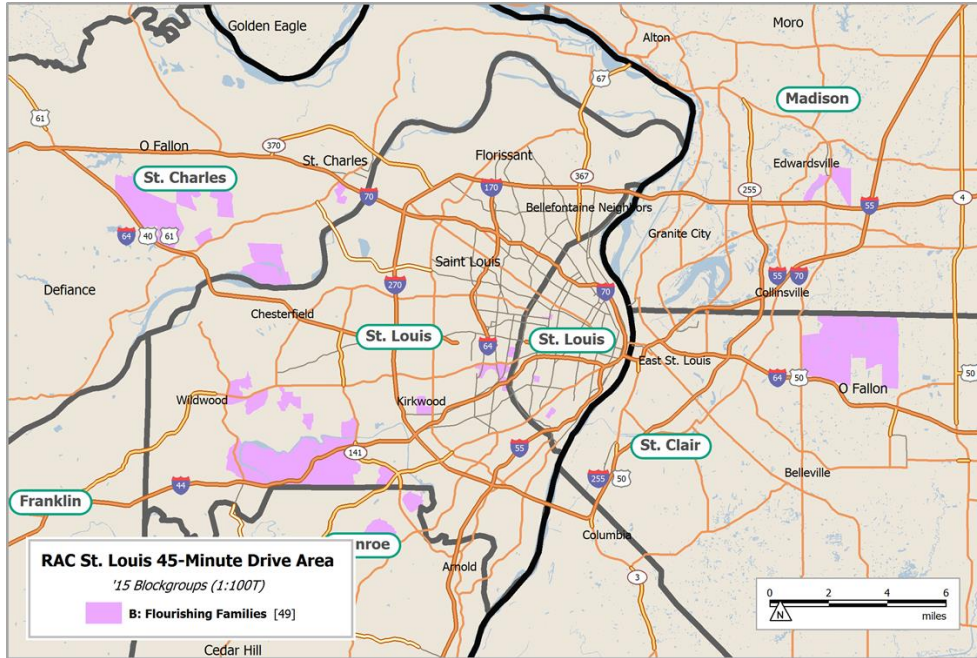 Golden Eagle
Moro
Alton
67
Madison
61
O Fallon
370
St. Charles
Florissant
Edwardsville
St. Charles
367
170
255
4
70
Bellefontaine Neighbors
55
64
40
61
Granite City
Saint Louis
55
70
Defiance
270
70
Collinsville
Chesterfield
St. Louis
St. Louis
64
East St. Louis
64
50
50
O Fallon
Wildwood
Kirkwood
141
55
St. Clair
Belleville
44
255
50
Franklin
Columbia
nroe
Arnold
3
RAC St. Louis 45-Minute Drive Area
'15 Blockgroups (1:100T)
B: Flourishing Families [49]
0 2 4 6
miles
N
Cedar Hill